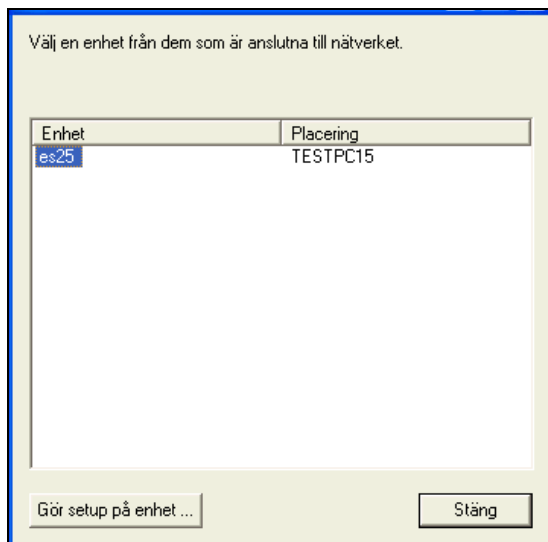 Välj en enhet från dem som är anslutna till nätverket.
Enhet Placering
es25 TESTPC15
Gör setup på enhet ... Stäng